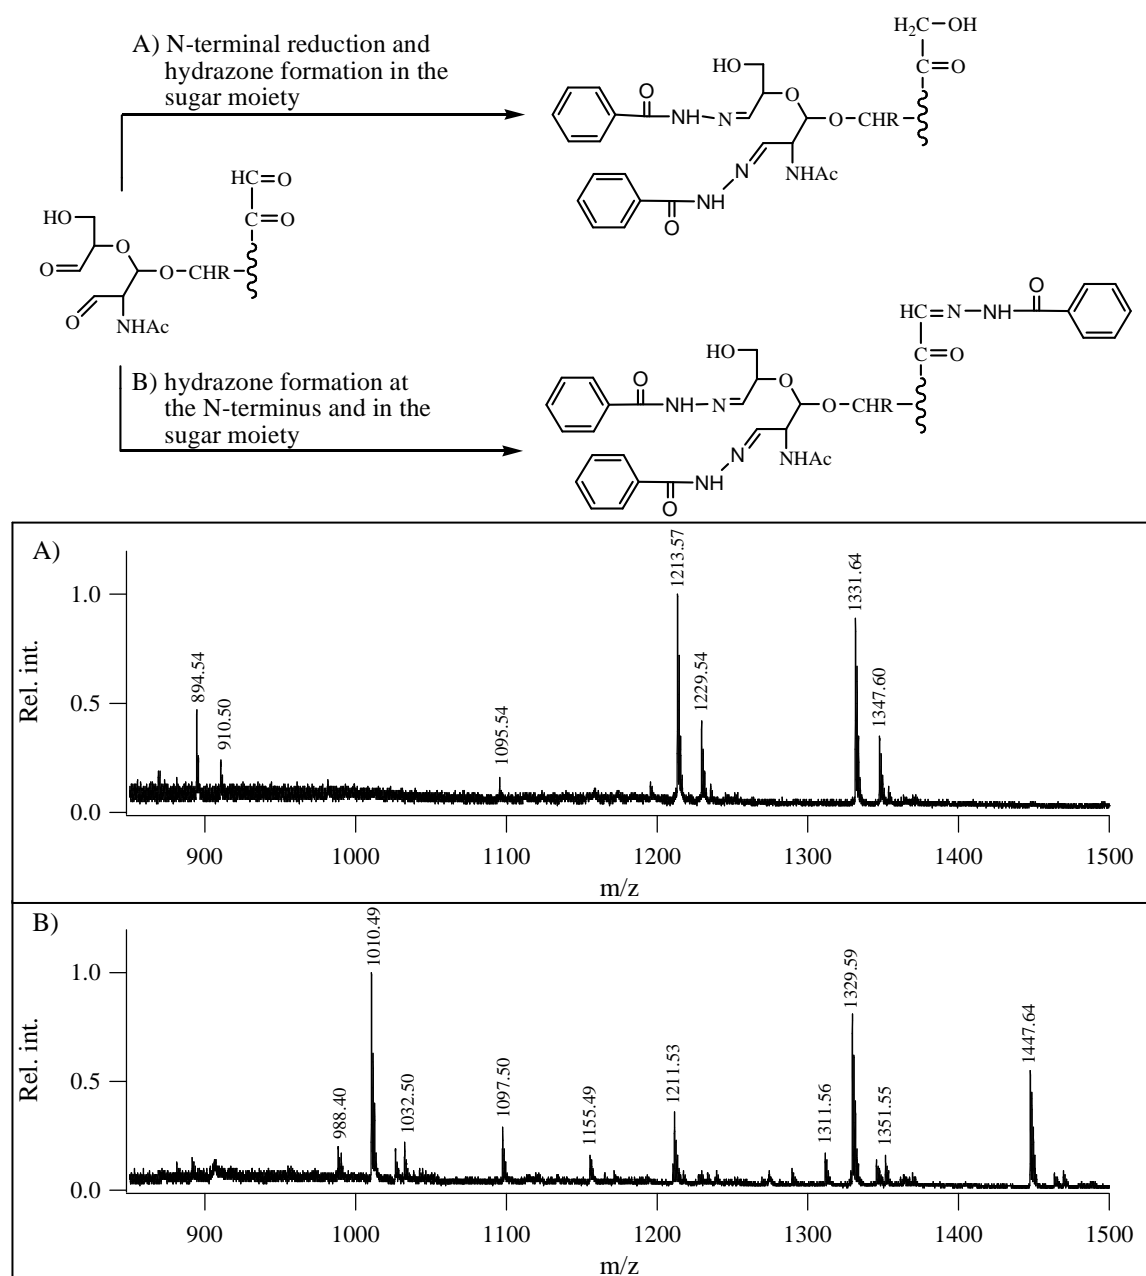 A) N-terminal reduction and
hydrazone formation in the
sugar moiety
H₂C–OH
C=O
O–CHR
HO
O
O
NH–N
N
NH
O
NHAc
HC=O
C=O
HO
O
O
O–CHR
O
NHAc
B) hydrazone formation at
the N-terminus and in the
sugar moiety
HC=N–NH
O
C=O
HO
O
O
NH–N
O–CHR
N
NH
O
NHAc
A)
Rel. int.
1.0
0.5
0.0
894.54
910.50
1095.54
1213.57
1229.54
1331.64
1347.60
900
1000
1100
1200
1300
1400
1500
m/z
B)
Rel. int.
1.0
0.5
0.0
988.40
1010.49
1032.50
1097.50
1155.49
1211.53
1311.56
1329.59
1351.55
1447.64
900
1000
1100
1200
1300
1400
1500
m/z